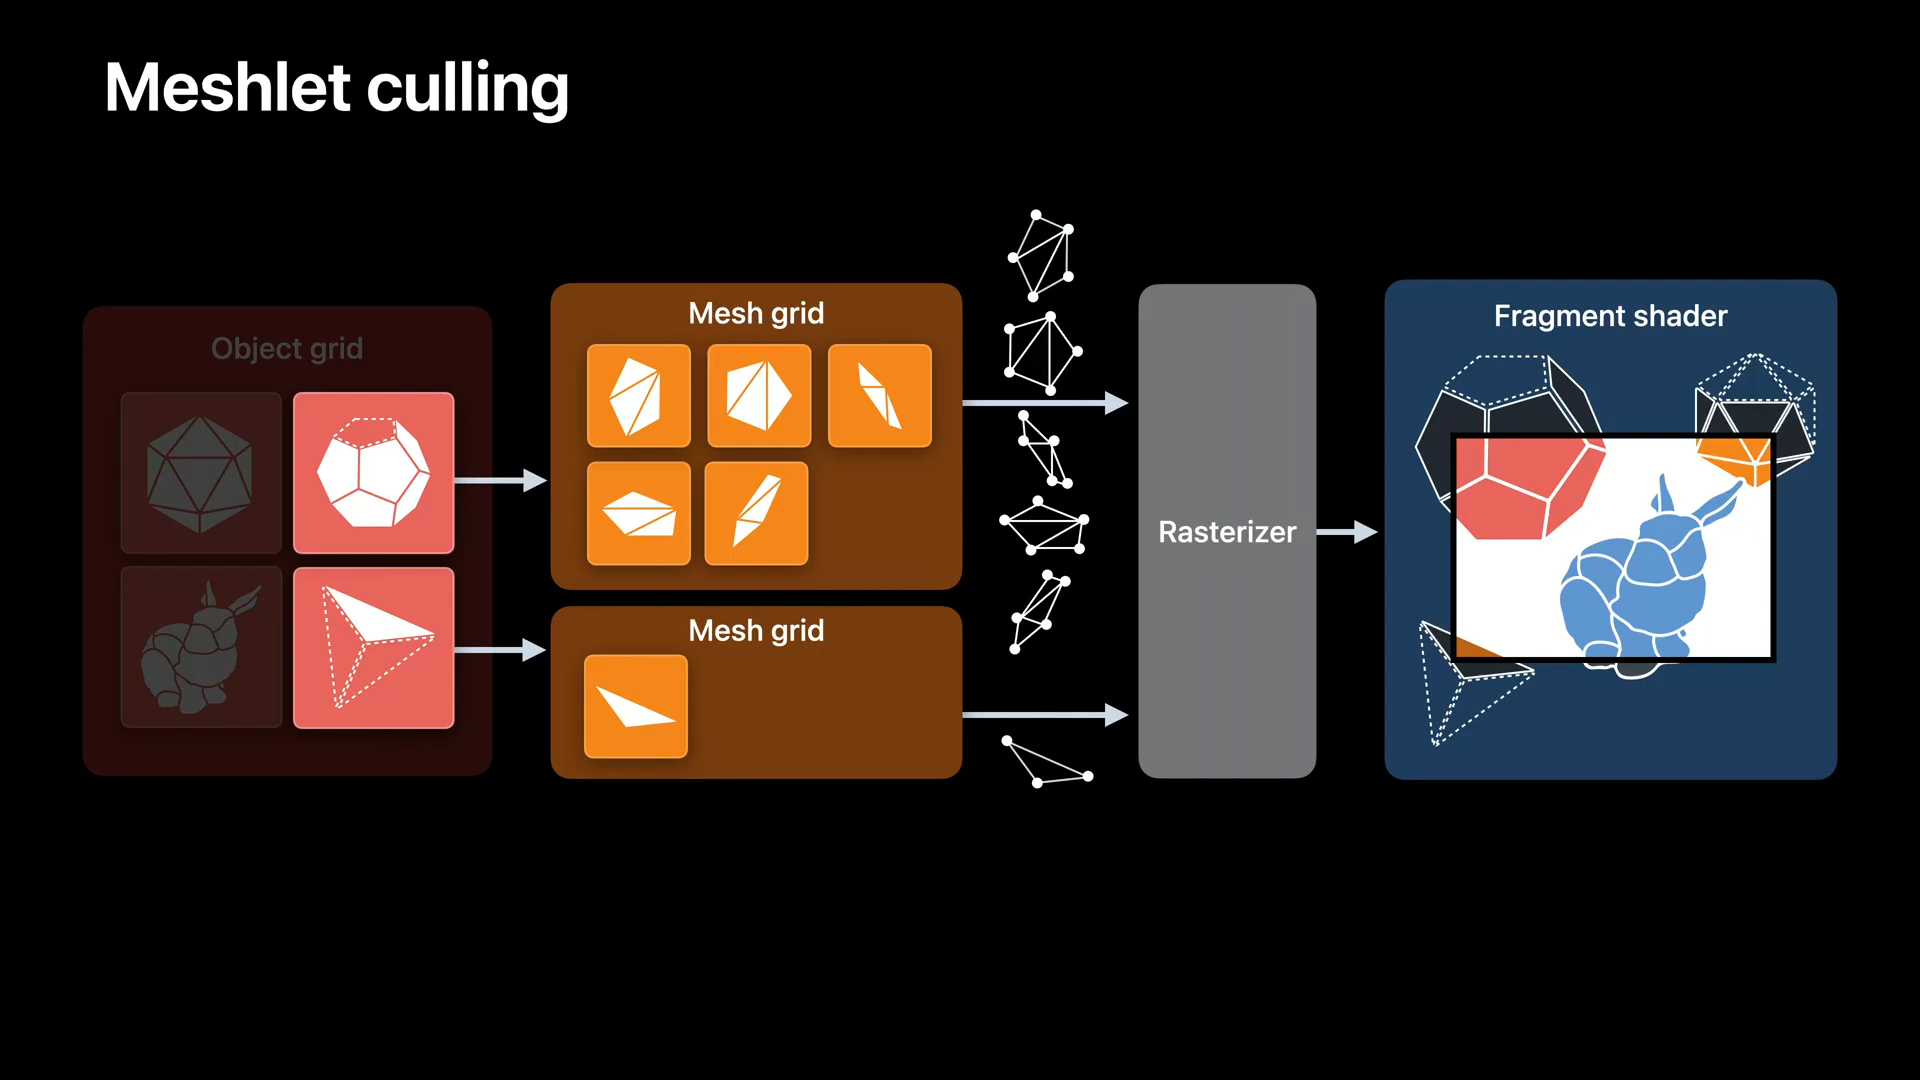 Meshlet culling
Object grid
Mesh grid
Mesh grid
Rasterizer
Fragment shader